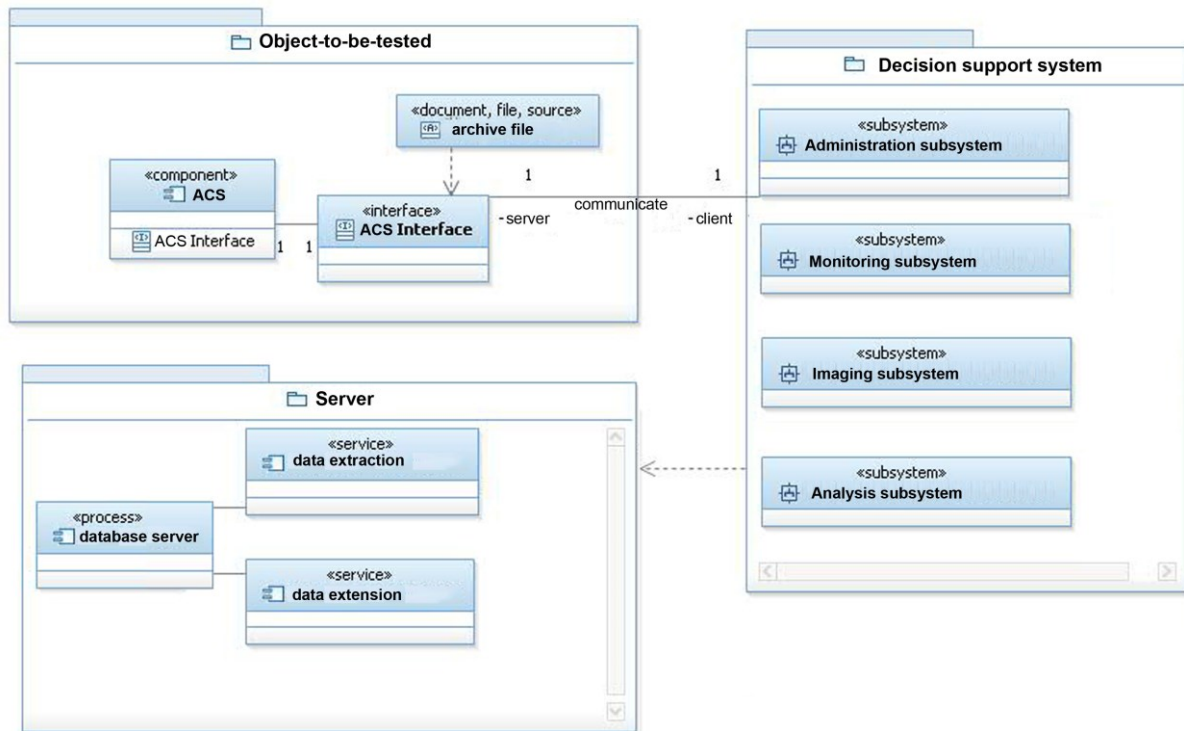 Object-to-be-tested
«document, file, source»
archive file
«component»
ACS
ACS Interface
1
1
«interface»
ACS Interface
1
1
communicate
-server
-client
Decision support system
«subsystem»
Administration subsystem
«subsystem»
Monitoring subsystem
«subsystem»
Imaging subsystem
«subsystem»
Analysis subsystem
Server
«service»
data extraction
«process»
database server
«service»
data extension